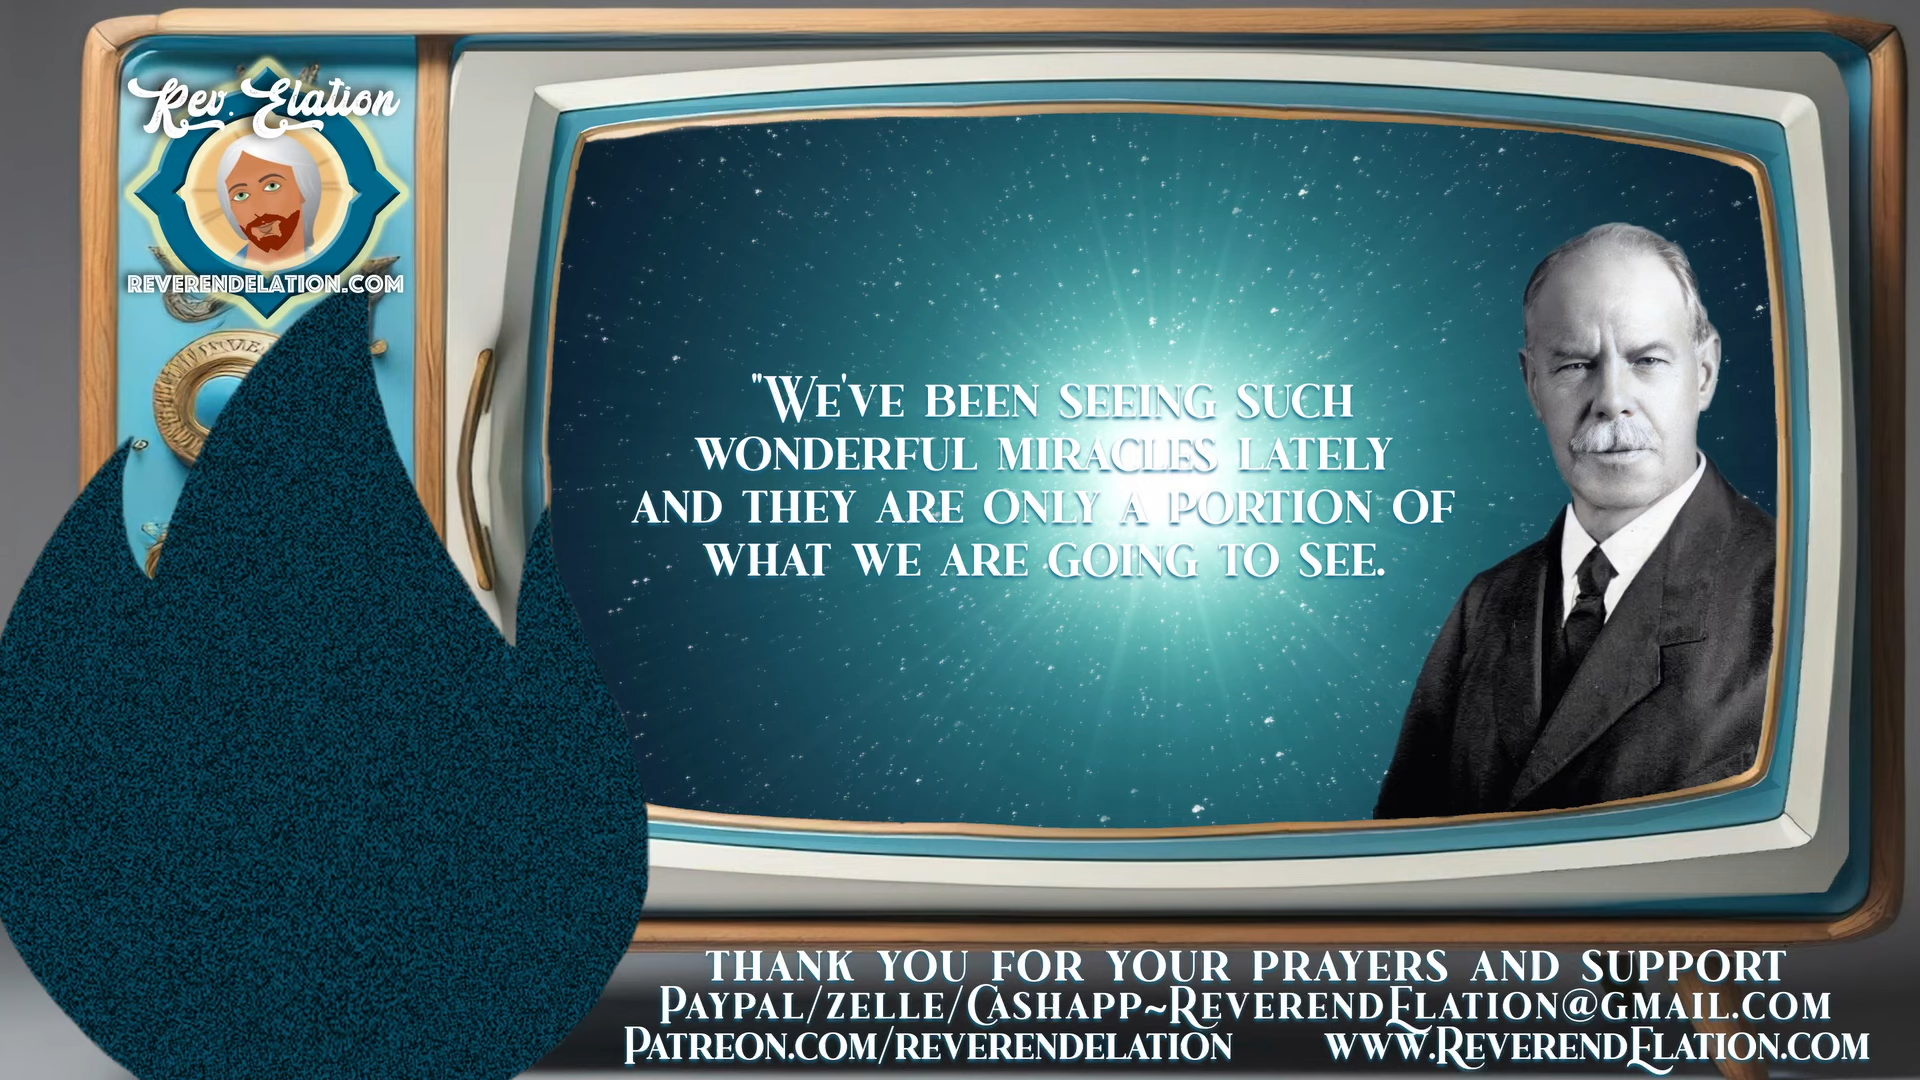 Rev. Elation
REVERENDELATION.COM
"WE'VE BEEN SEEING SUCH
WONDERFUL MIRACLES LATELY
AND THEY ARE ONLY A PORTION OF
WHAT WE ARE GOING TO SEE.
THANK YOU FOR YOUR PRAYERS AND SUPPORT
PAYPAL/ZELLE/CASHAPP~REVERENDELATION@GMAIL.COM
PATREON.COM/REVERENDELATION
WWW.REVERENDELATION.COM